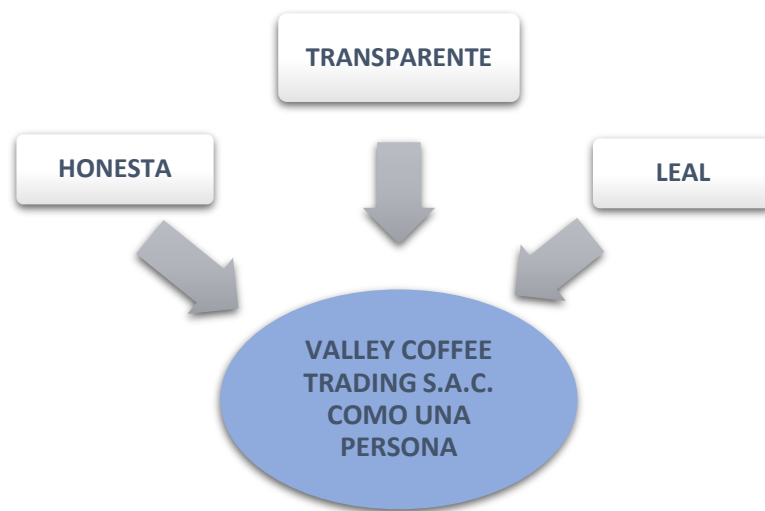 TRANSPARENTE
HONESTA
LEAL
VALLEY COFFEE
TRADING S.A.C.
COMO UNA
PERSONA